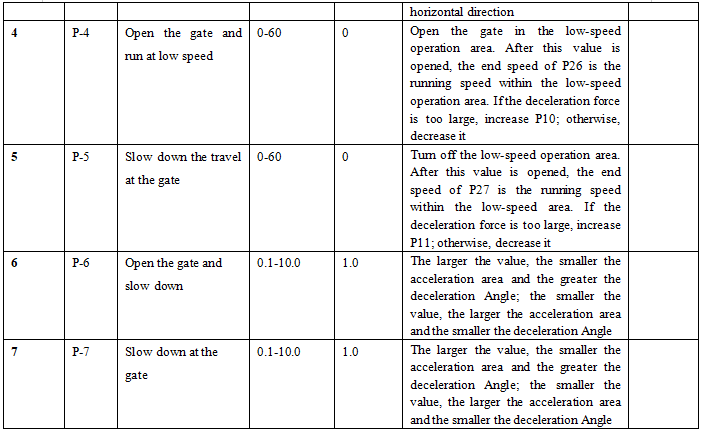 horizontal direction
4 P-4 Open the gate and 0-60 0 Open the gate in the low-speed
run at low speed operation area. After this value is
opened, the end speed of P26 is the
running speed within the low-speed
operation area. If the deceleration force
is too large, increase P10; otherwise,
decrease it
5 P-5 Slow down the travel 0-60 0 Turn off the low-speed operation area.
at the gate After this value is opened, the end
speed of P27 is the running speed
within the low-speed area. If the
deceleration force is too large, increase
P11; otherwise, decrease it
6 P-6 Open the gate and 0.1-10.0 1.0 The larger the value, the smaller the
slow down acceleration area and the greater the
deceleration Angle; the smaller the
value, the larger the acceleration area
and the smaller the deceleration Angle
7 P-7 Slow down at the 0.1-10.0 1.0 The larger the value, the smaller the
gate acceleration area and the greater the
deceleration Angle; the smaller the
value, the larger the acceleration area
and the smaller the deceleration Angle